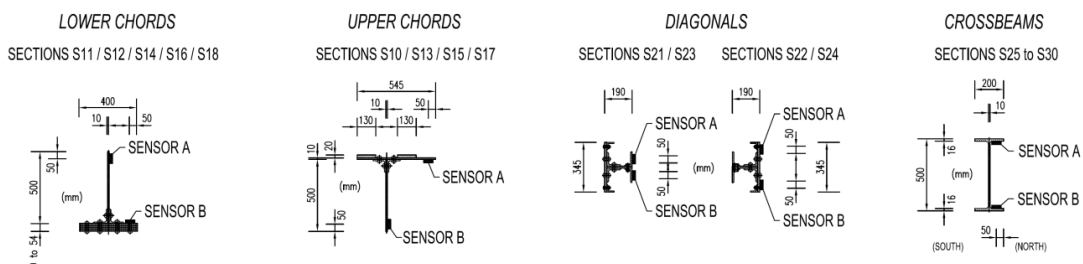 LOWER CHORDS
SECTIONS S11 / S12 / S14 / S16 / S18
400
10
50
SENSOR A
50
500
(mm)
SENSOR B
to 54
UPPER CHORDS
SECTIONS S10 / S13 / S15 / S17
545
10
50
130
130
10
20
SENSOR A
500
(mm)
50
SENSOR B
DIAGONALS
SECTIONS S21 / S23
SECTIONS S22 / S24
190
SENSOR A
345
50
50
(mm)
SENSOR B
190
SENSOR A
50
345
(mm)
50
SENSOR B
CROSSBEAMS
SECTIONS S25 to S30
200
10
16
SENSOR A
500
(mm)
16
SENSOR B
50
(SOUTH)
(NORTH)